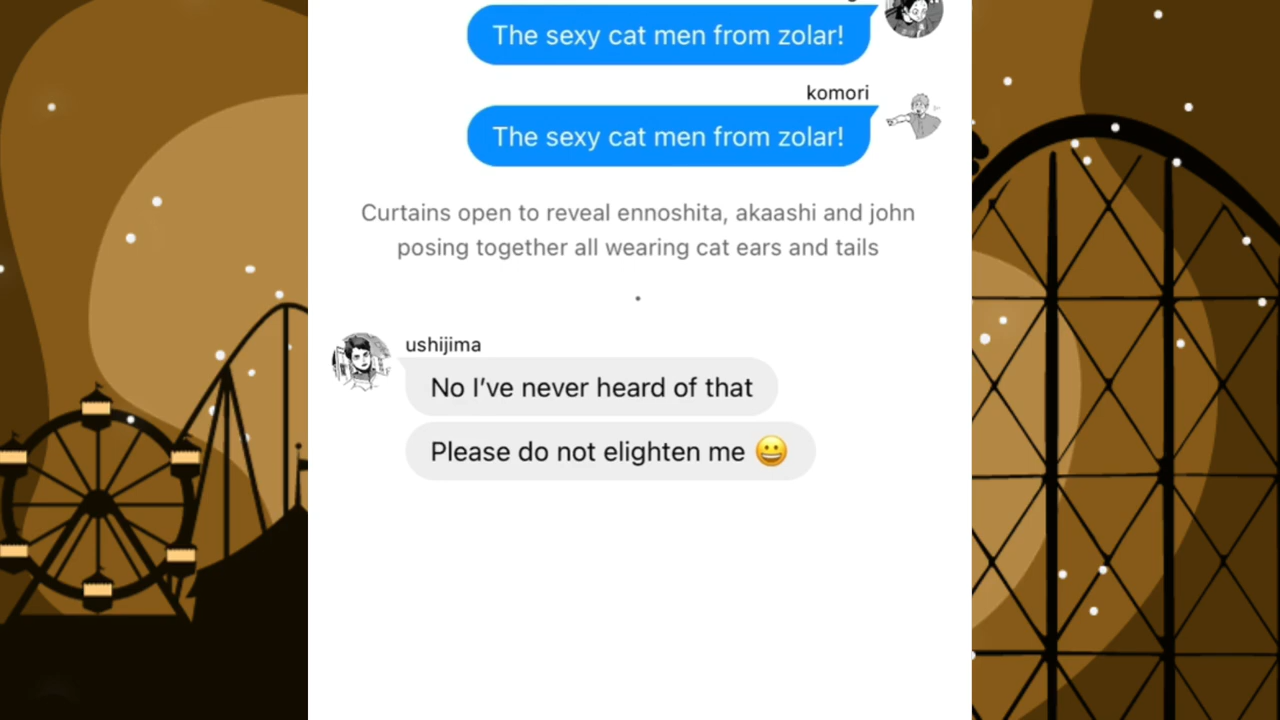 The sexy cat men from zolar!
komori
The sexy cat men from zolar!
Curtains open to reveal ennoshita, akaashi and john
posing together all wearing cat ears and tails
.
ushijima
No I’ve never heard of that
Please do not elighten me 😀